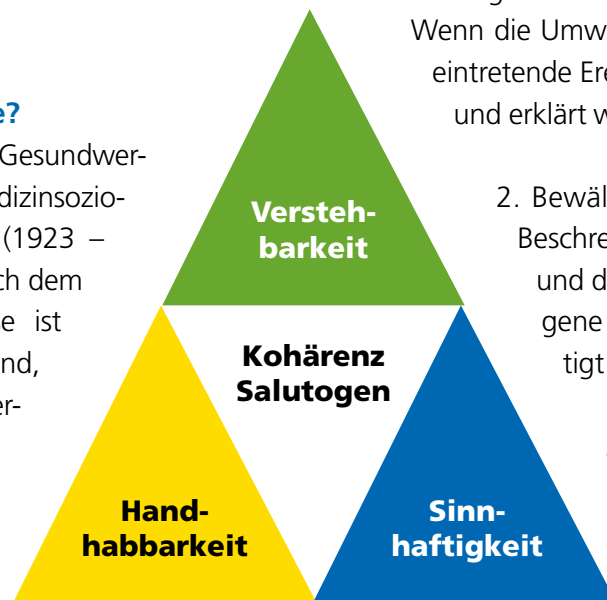 Wenn die Umw
eintretende Ere
und erklärt w
e?
Gesundwer-
dizinsozio-
(1923 –
ch dem
e ist
nd,
er-
2. Bewäl
Beschre
und d
gene
tigt
Versteh-
barkeit
Kohärenz
Salutogen
Hand-
habbarkeit
Sinn-
haftigkeit